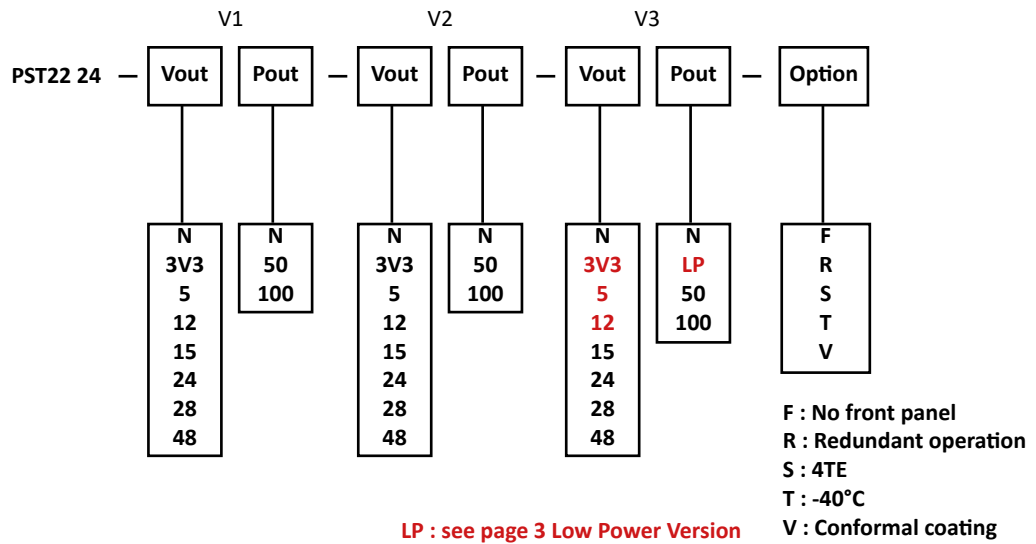 V1 V2 V3
PST22 24 — Vout Pout — Vout Pout — Vout Pout — Option
N N N N N N F
3V3 50 3V3 50 3V3 LP R
5 100 5 100 5 50 S
12 12 12 100 T
15 15 15 V
24 24 24
28 28 28
48 48 48
F : No front panel
R : Redundant operation
S : 4TE
T : -40°C
V : Conformal coating
LP : see page 3 Low Power Version